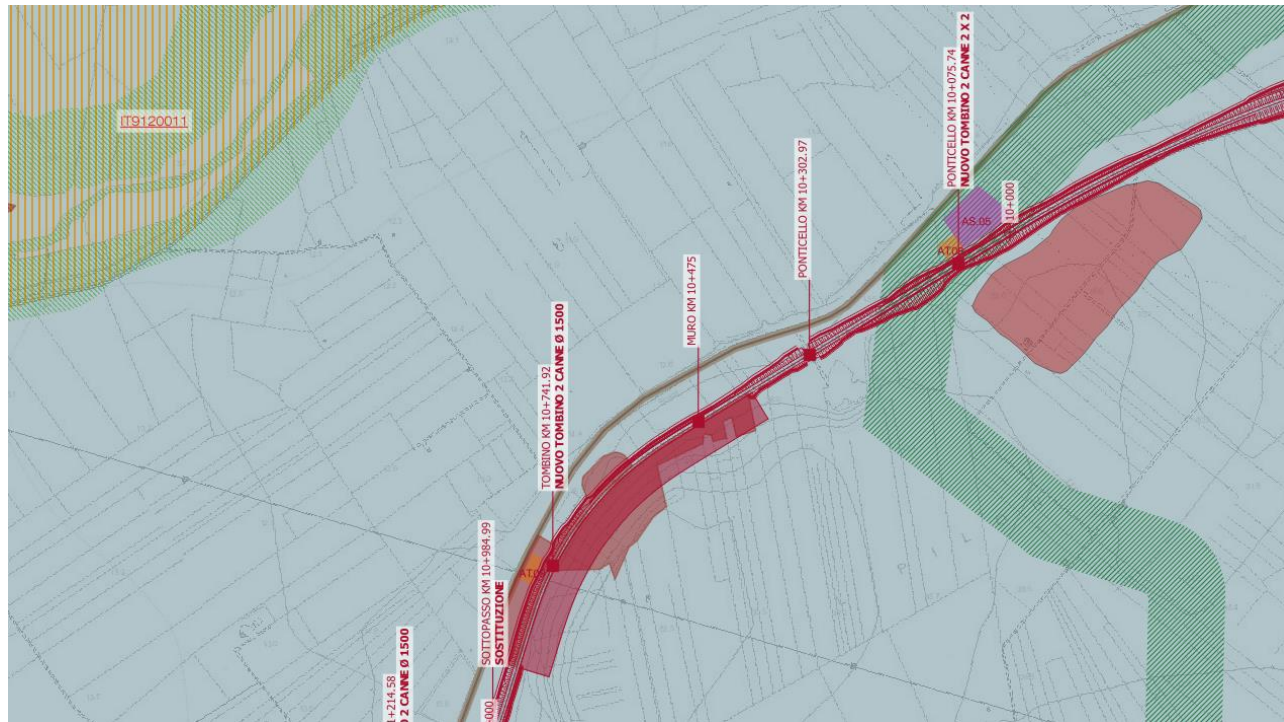 IT9120011
PONTICELLO KM 10+075.74
NUOVO TOMBINO 2 CANNE 2 X 2
10+000
AS.05
PONTICELLO KM 10+302.97
MURO KM 10+475
TOMBINO KM 10+741.92
NUOVO TOMBINO 2 CANNE Ø 1500
SOTTOPASSO KM 10+984.99
SOSTITUZIONE
1+214.58
O 2 CANNE Ø 1500
+000